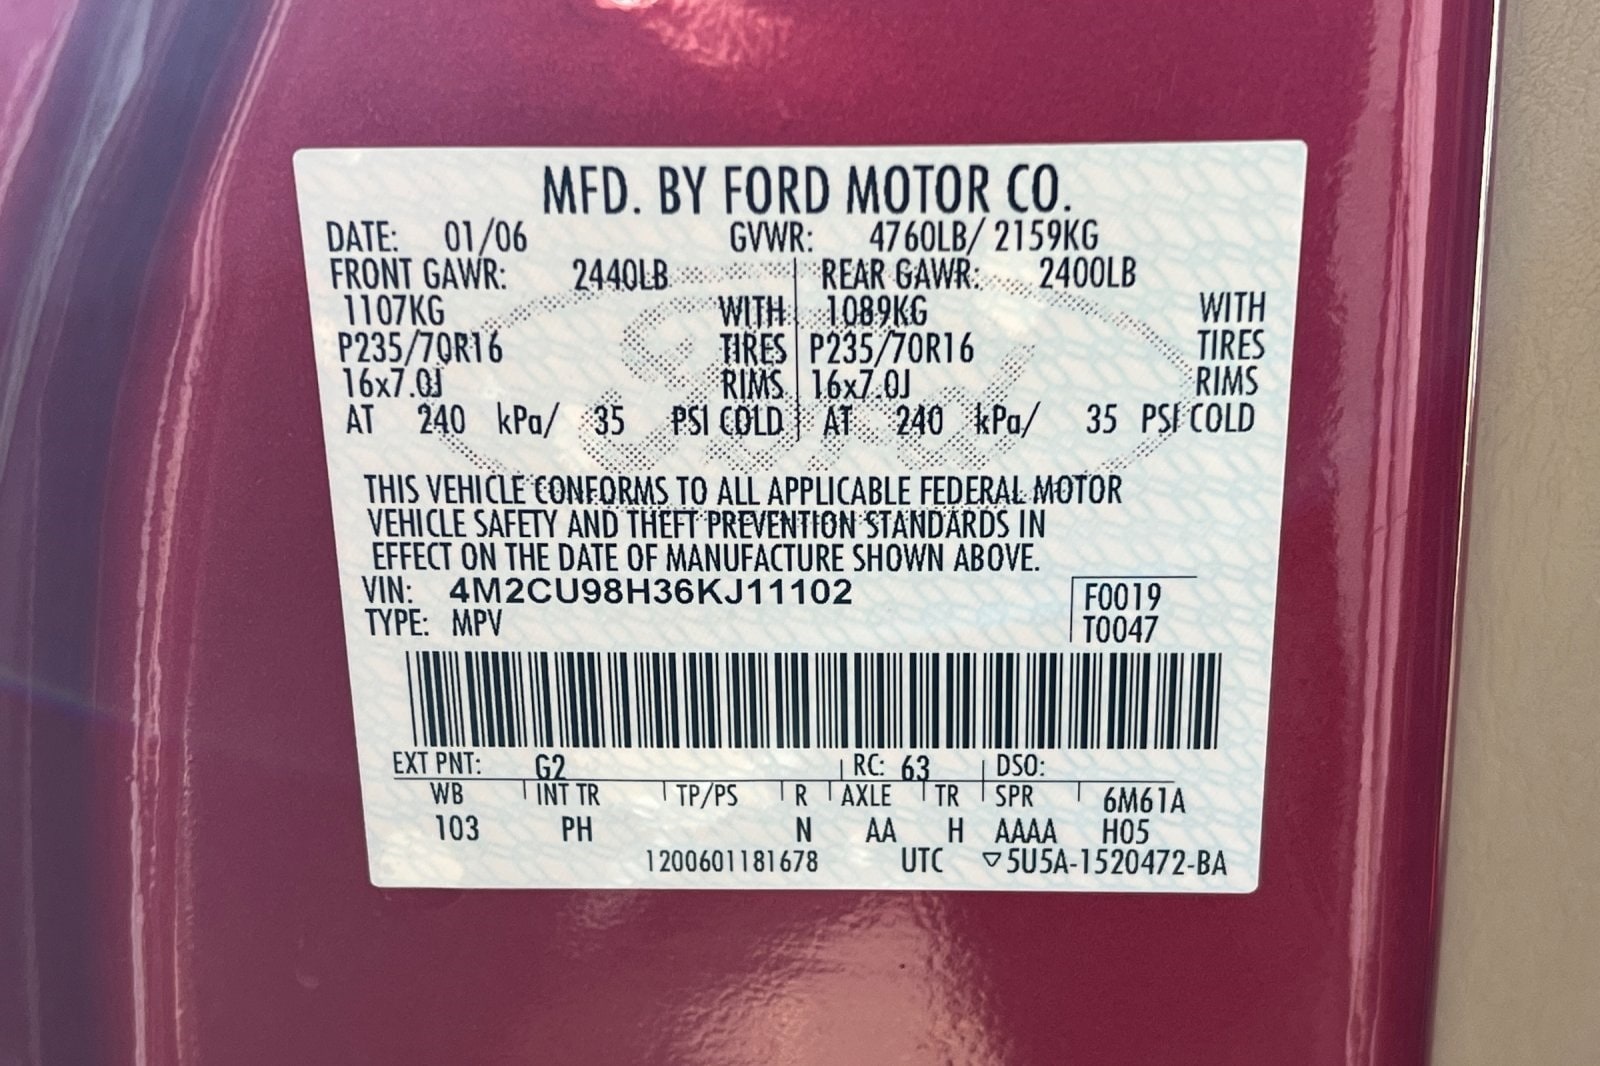 MFD. BY FORD MOTOR CO.
DATE: 01/06 GVWR: 4760LB/ 2159KG
FRONT GAWR: 2440LB REAR GAWR: 2400LB
1107KG WITH 1089KG WITH
P235/70R16 TIRES P235/70R16 TIRES
16x7.0J RIMS 16x7.0J RIMS
AT 240 kPa/ 35 PSI COLD AT 240 kPa/ 35 PSI COLD
Ford
THIS VEHICLE CONFORMS TO ALL APPLICABLE FEDERAL MOTOR
VEHICLE SAFETY AND THEFT PREVENTION STANDARDS IN
EFFECT ON THE DATE OF MANUFACTURE SHOWN ABOVE.
VIN: 4M2CU98H36KJ11102 F0019
TYPE: MPV T0047
EXT PNT: G2 RC: 63 DSO:
WB INT TR TP/PS R AXLE TR SPR 6M61A
103 PH N AA H AAAA H05
1200601181678 UTC ▽5U5A-1520472-BA